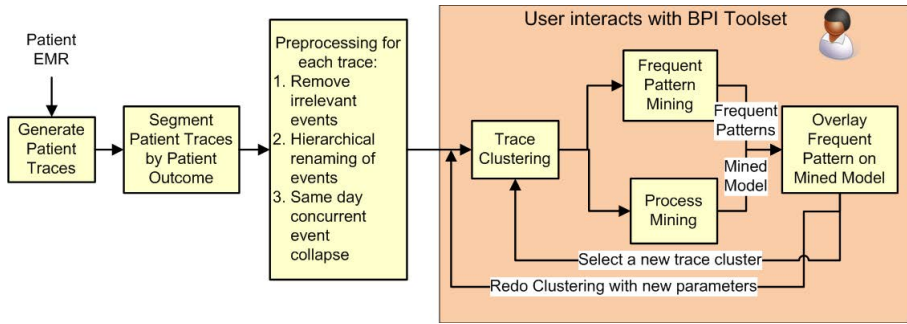 Patient
EMR
Generate
Patient
Traces
Segment
Patient Traces
by Patient
Outcome
Preprocessing for
each trace:
1. Remove
irrelevant
events
2. Hierarchical
renaming of
events
3. Same day
concurrent
event
collapse
User interacts with BPI Toolset
Trace
Clustering
Frequent
Pattern
Mining
Process
Mining
Frequent
Patterns
Mined
Model
Overlay
Frequent
Pattern on
Mined Model
Select a new trace cluster
Redo Clustering with new parameters